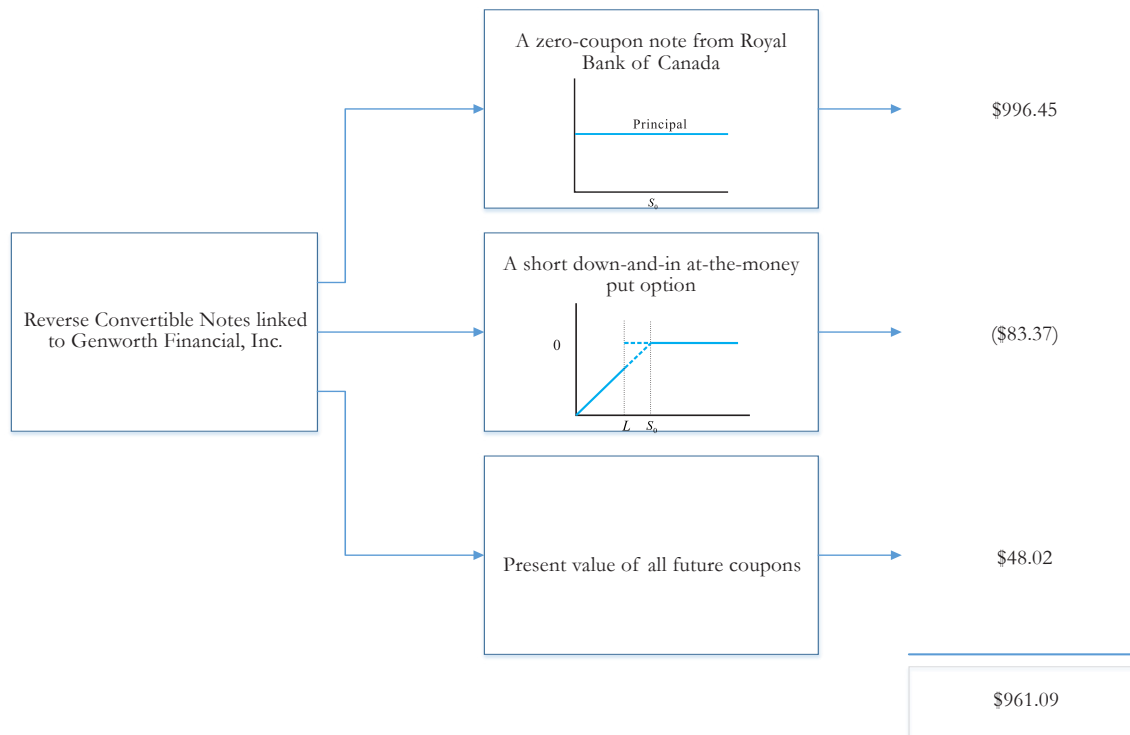 A zero-coupon note from Royal
Bank of Canada
Principal
S₀
$996.45
Reverse Convertible Notes linked
to Genworth Financial, Inc.
A short down-and-in at-the-money
put option
0
L S₀
($83.37)
Present value of all future coupons
$48.02
$961.09